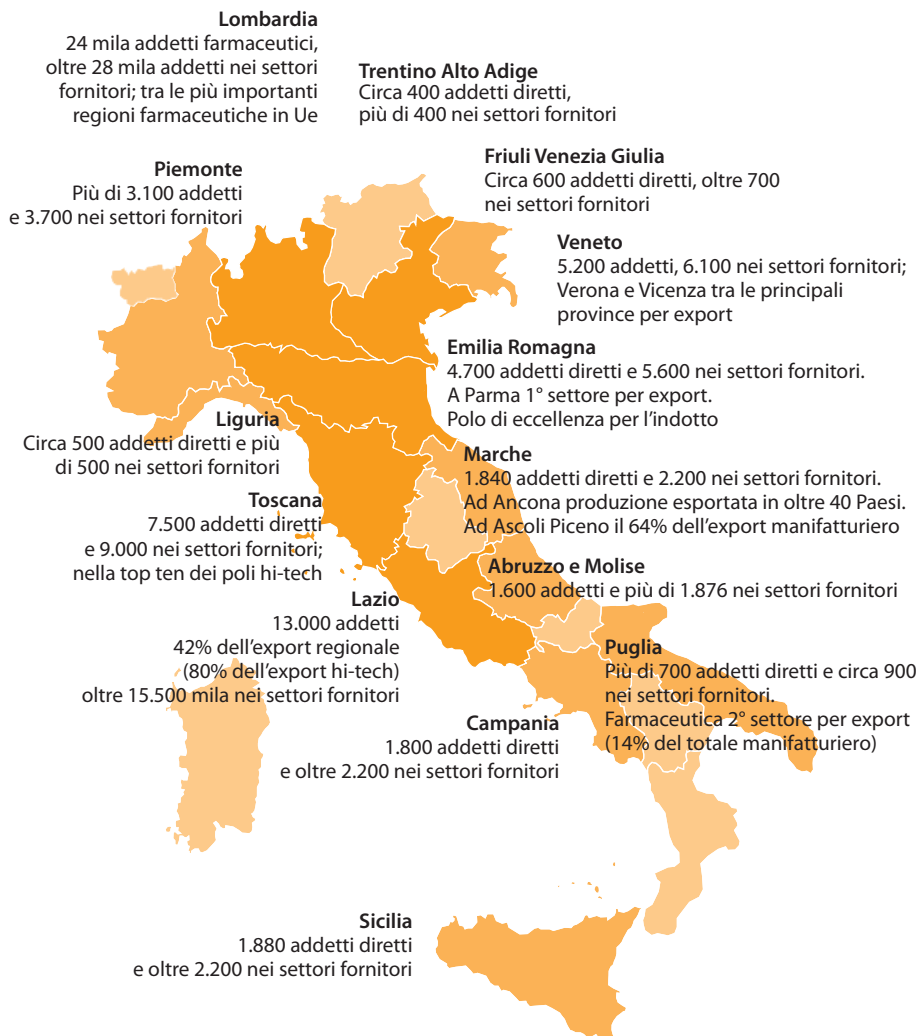 Lombardia
24 mila addetti farmaceutici,
oltre 28 mila addetti nei settori
fornitori; tra le più importanti
regioni farmaceutiche in Ue
Trentino Alto Adige
Circa 400 addetti diretti,
più di 400 nei settori fornitori
Piemonte
Più di 3.100 addetti
e 3.700 nei settori fornitori
Friuli Venezia Giulia
Circa 600 addetti diretti, oltre 700
nei settori fornitori
Veneto
5.200 addetti, 6.100 nei settori fornitori;
Verona e Vicenza tra le principali
province per export
Emilia Romagna
4.700 addetti diretti e 5.600 nei settori fornitori.
A Parma 1° settore per export.
Polo di eccellenza per l’indotto
Liguria
Circa 500 addetti diretti e più
di 500 nei settori fornitori
Marche
1.840 addetti diretti e 2.200 nei settori fornitori.
Ad Ancona produzione esportata in oltre 40 Paesi.
Ad Ascoli Piceno il 64% dell’export manifatturiero
Toscana
7.500 addetti diretti
e 9.000 nei settori fornitori;
nella top ten dei poli hi-tech
Abruzzo e Molise
1.600 addetti e più di 1.876 nei settori fornitori
Lazio
13.000 addetti
42% dell’export regionale
(80% dell’export hi-tech)
oltre 15.500 mila nei settori fornitori
Puglia
Più di 700 addetti diretti e circa 900
nei settori fornitori.
Farmaceutica 2° settore per export
(14% del totale manifatturiero)
Campania
1.800 addetti diretti
e oltre 2.200 nei settori fornitori
Sicilia
1.880 addetti diretti
e oltre 2.200 nei settori fornitori